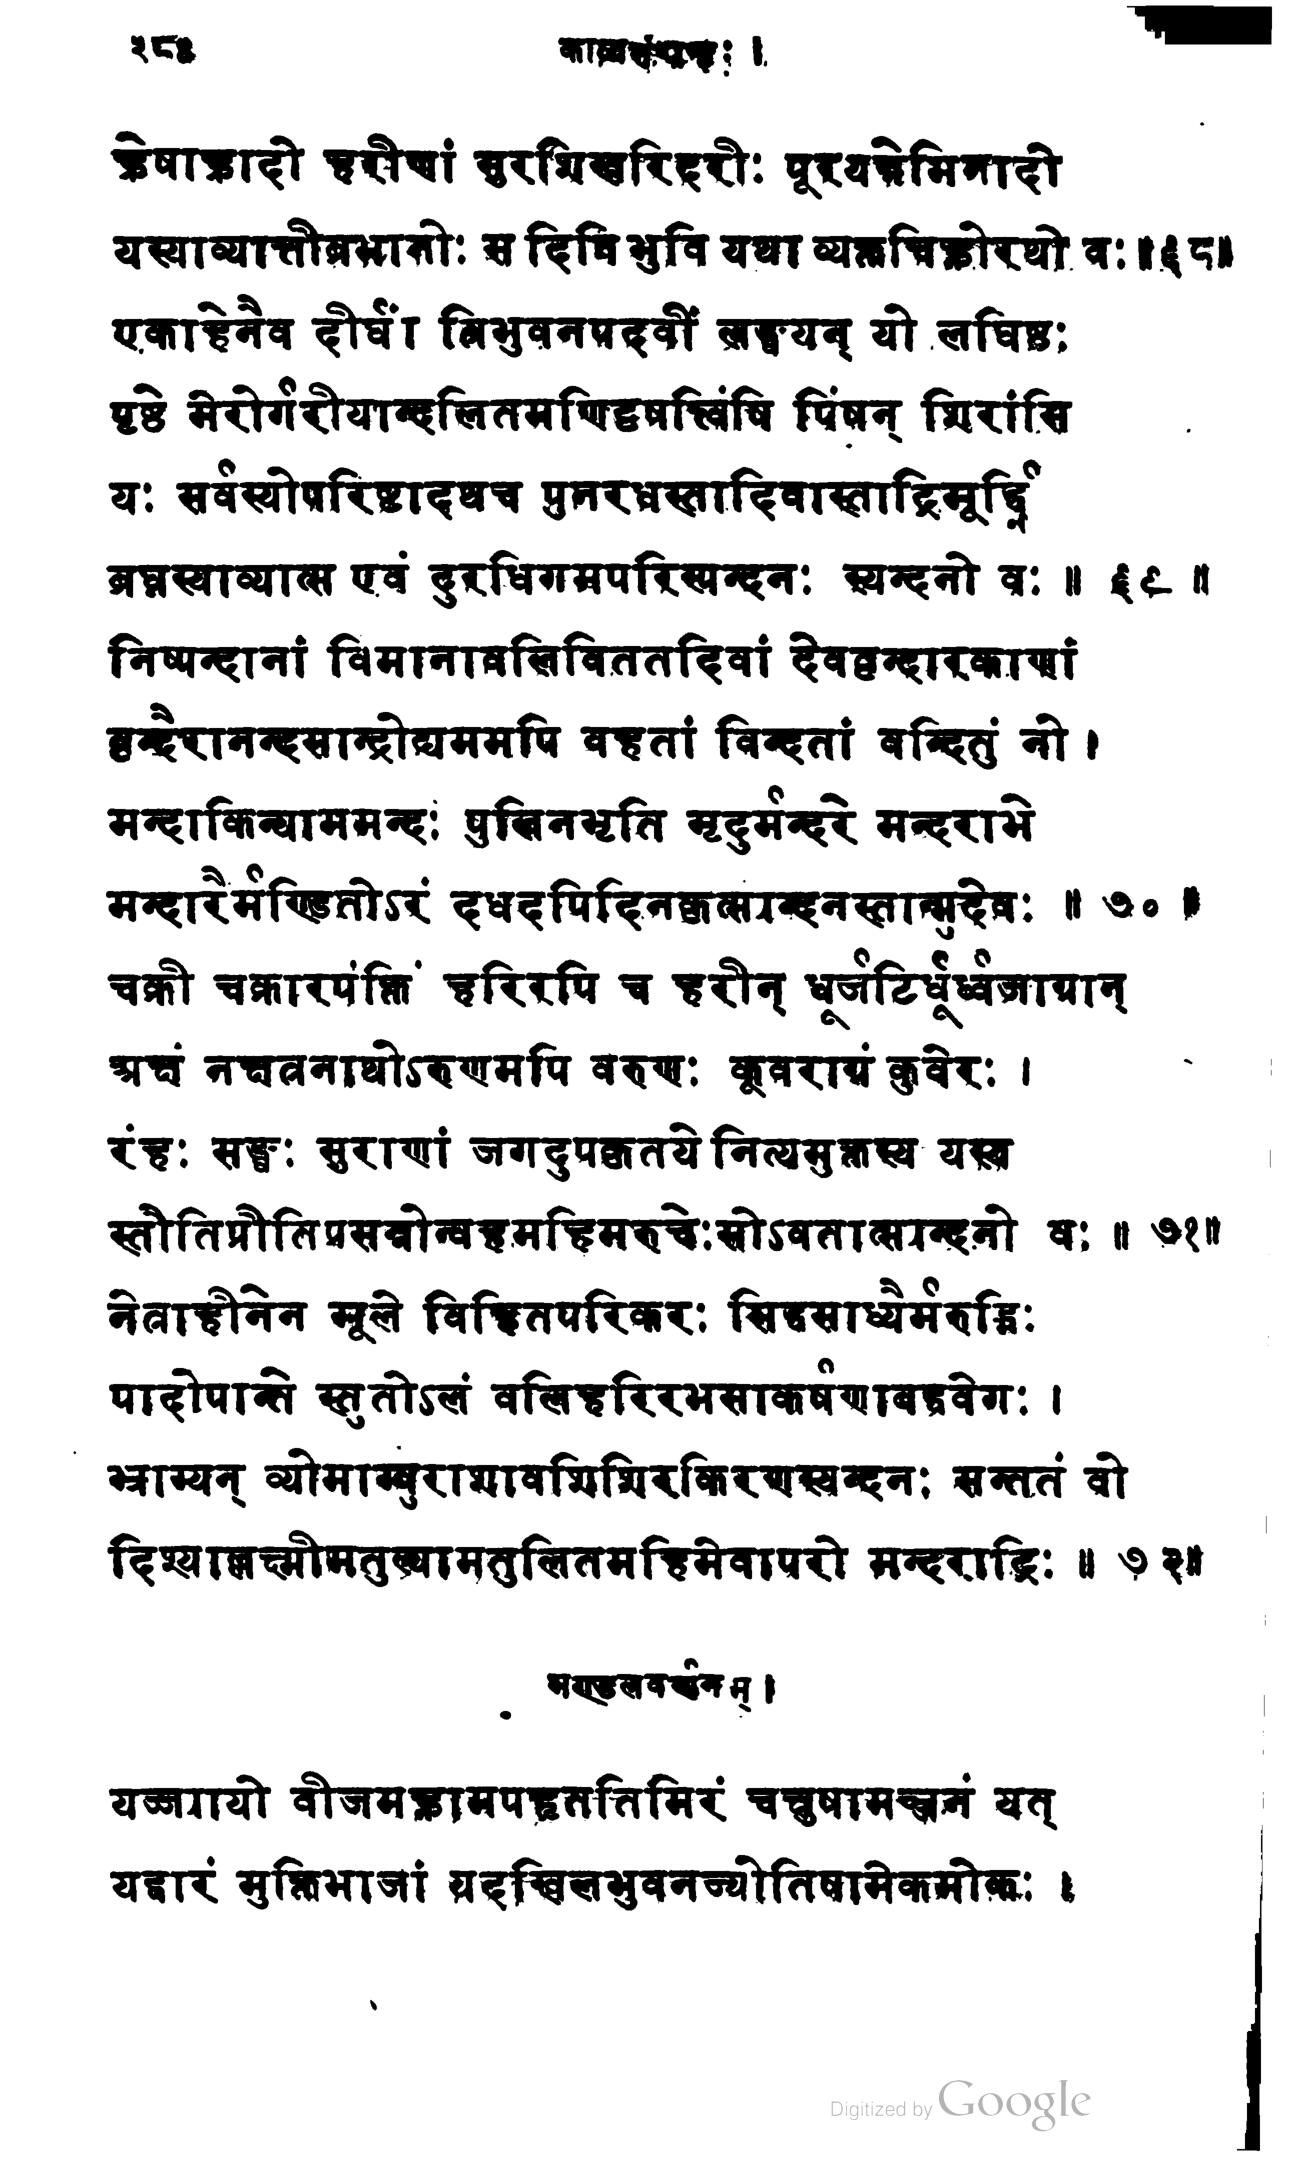 २८४
काव्यसंग्रहः ।
ह्रेषाह्लादो हरीणां सुरशिखरिदरीः पूरयन्नेमिनादो
यस्याव्यात्तीव्रभानोः स दिवि भुवि यथा व्यक्तचिह्नोरथो वः॥६८॥
एकाहेनैव दीर्घां त्रिभुवनपदवीं लङ्घयन् यो लघिष्ठः
पृष्ठे मेरोर्गरीयान्दलितमणिदृषत्त्विंषि पिंषन् शिरांसि
यः सर्वस्योपरिष्टादथच पुनरधस्तादिवास्ताद्रिमूर्द्ध्नि
ब्रध्नस्याव्यात्स एवं दुरधिगमपरिस्पन्दनः स्यन्दनो वः ॥ ६९ ॥
निष्पन्दानां विमानावलिविततदिवां देववृन्दारकाणां
वृन्दैरानन्दसान्द्रोद्यममपि वहतां विन्दतां वन्दितुं नो ।
मन्दाकिन्याममन्दः पुलिनभृति मृदुर्मन्दरे मन्दराभे
मन्दारैर्मण्डितोऽरं दधदपिदिनकृत्स्यन्दनस्तान्मुदेवः ॥ ७० ॥
चक्री चक्रारपंक्तिं हरिरपि च हरीन् धूर्जटिर्धूर्ध्वजाग्रान्
अक्षं नक्षत्रनाथोऽरुणमपि वरुणः कूवराग्रं कुवेरः ।
रंहः सङ्घः सुराणां जगदुपकृतये नित्यमुक्तस्य यस्य
स्तौतिप्रीतिप्रसन्नोन्वहमहिमरुचेःसोऽवतात्स्यन्दनो वः ॥ ७१॥
नेत्राहीनेन मूले विहितपरिकरः सिद्धसाध्यैर्मरुद्भिः
पादोपान्ते स्तुतोऽलं वलिहरिरभसाकर्षणाबद्धवेगः ।
भ्राम्यन् व्योमाम्बुराशावशिशिरकिरणस्यन्दनः सन्ततं वो
दिश्याल्लक्ष्मीमतुल्यामतुलितमहिमेवापरो मन्दराद्रिः ॥ ७२॥
मण्डलवर्णनम् ।
यज्ज्यायो वीजमह्नामपहृततिमिरं चक्षुषामञ्जनं यत्
यद्वारं मुक्तिभाजां यदखिलभुवनज्योतिषामेकमोकः ।
Digitized by Google